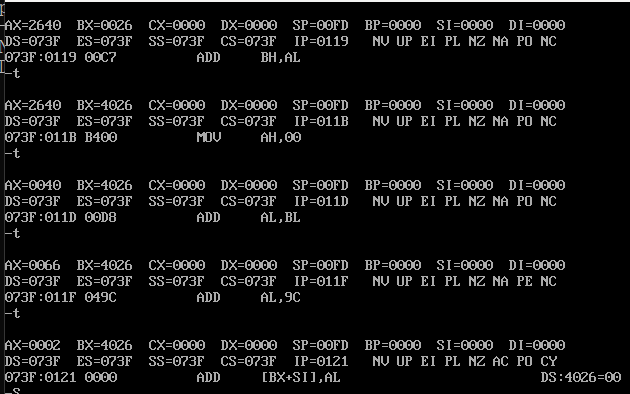 AX=2640 BX=0026 CX=0000 DX=0000 SP=00FD BP=0000 SI=0000 DI=0000
DS=073F ES=073F SS=073F CS=073F IP=0119 NV UP EI PL NZ NA PO NC
073F:0119 00C7 ADD BH,AL
-t
AX=2640 BX=4026 CX=0000 DX=0000 SP=00FD BP=0000 SI=0000 DI=0000
DS=073F ES=073F SS=073F CS=073F IP=011B NV UP EI PL NZ NA PO NC
073F:011B B400 MOV AH,00
-t
AX=0040 BX=4026 CX=0000 DX=0000 SP=00FD BP=0000 SI=0000 DI=0000
DS=073F ES=073F SS=073F CS=073F IP=011D NV UP EI PL NZ NA PO NC
073F:011D 00D8 ADD AL,BL
-t
AX=0066 BX=4026 CX=0000 DX=0000 SP=00FD BP=0000 SI=0000 DI=0000
DS=073F ES=073F SS=073F CS=073F IP=011F NV UP EI PL NZ NA PE NC
073F:011F 049C ADD AL,9C
-t
AX=0002 BX=4026 CX=0000 DX=0000 SP=00FD BP=0000 SI=0000 DI=0000
DS=073F ES=073F SS=073F CS=073F IP=0121 NV UP EI PL NZ AC PO CY
073F:0121 0000 ADD [BX+SI],AL DS:4026=00